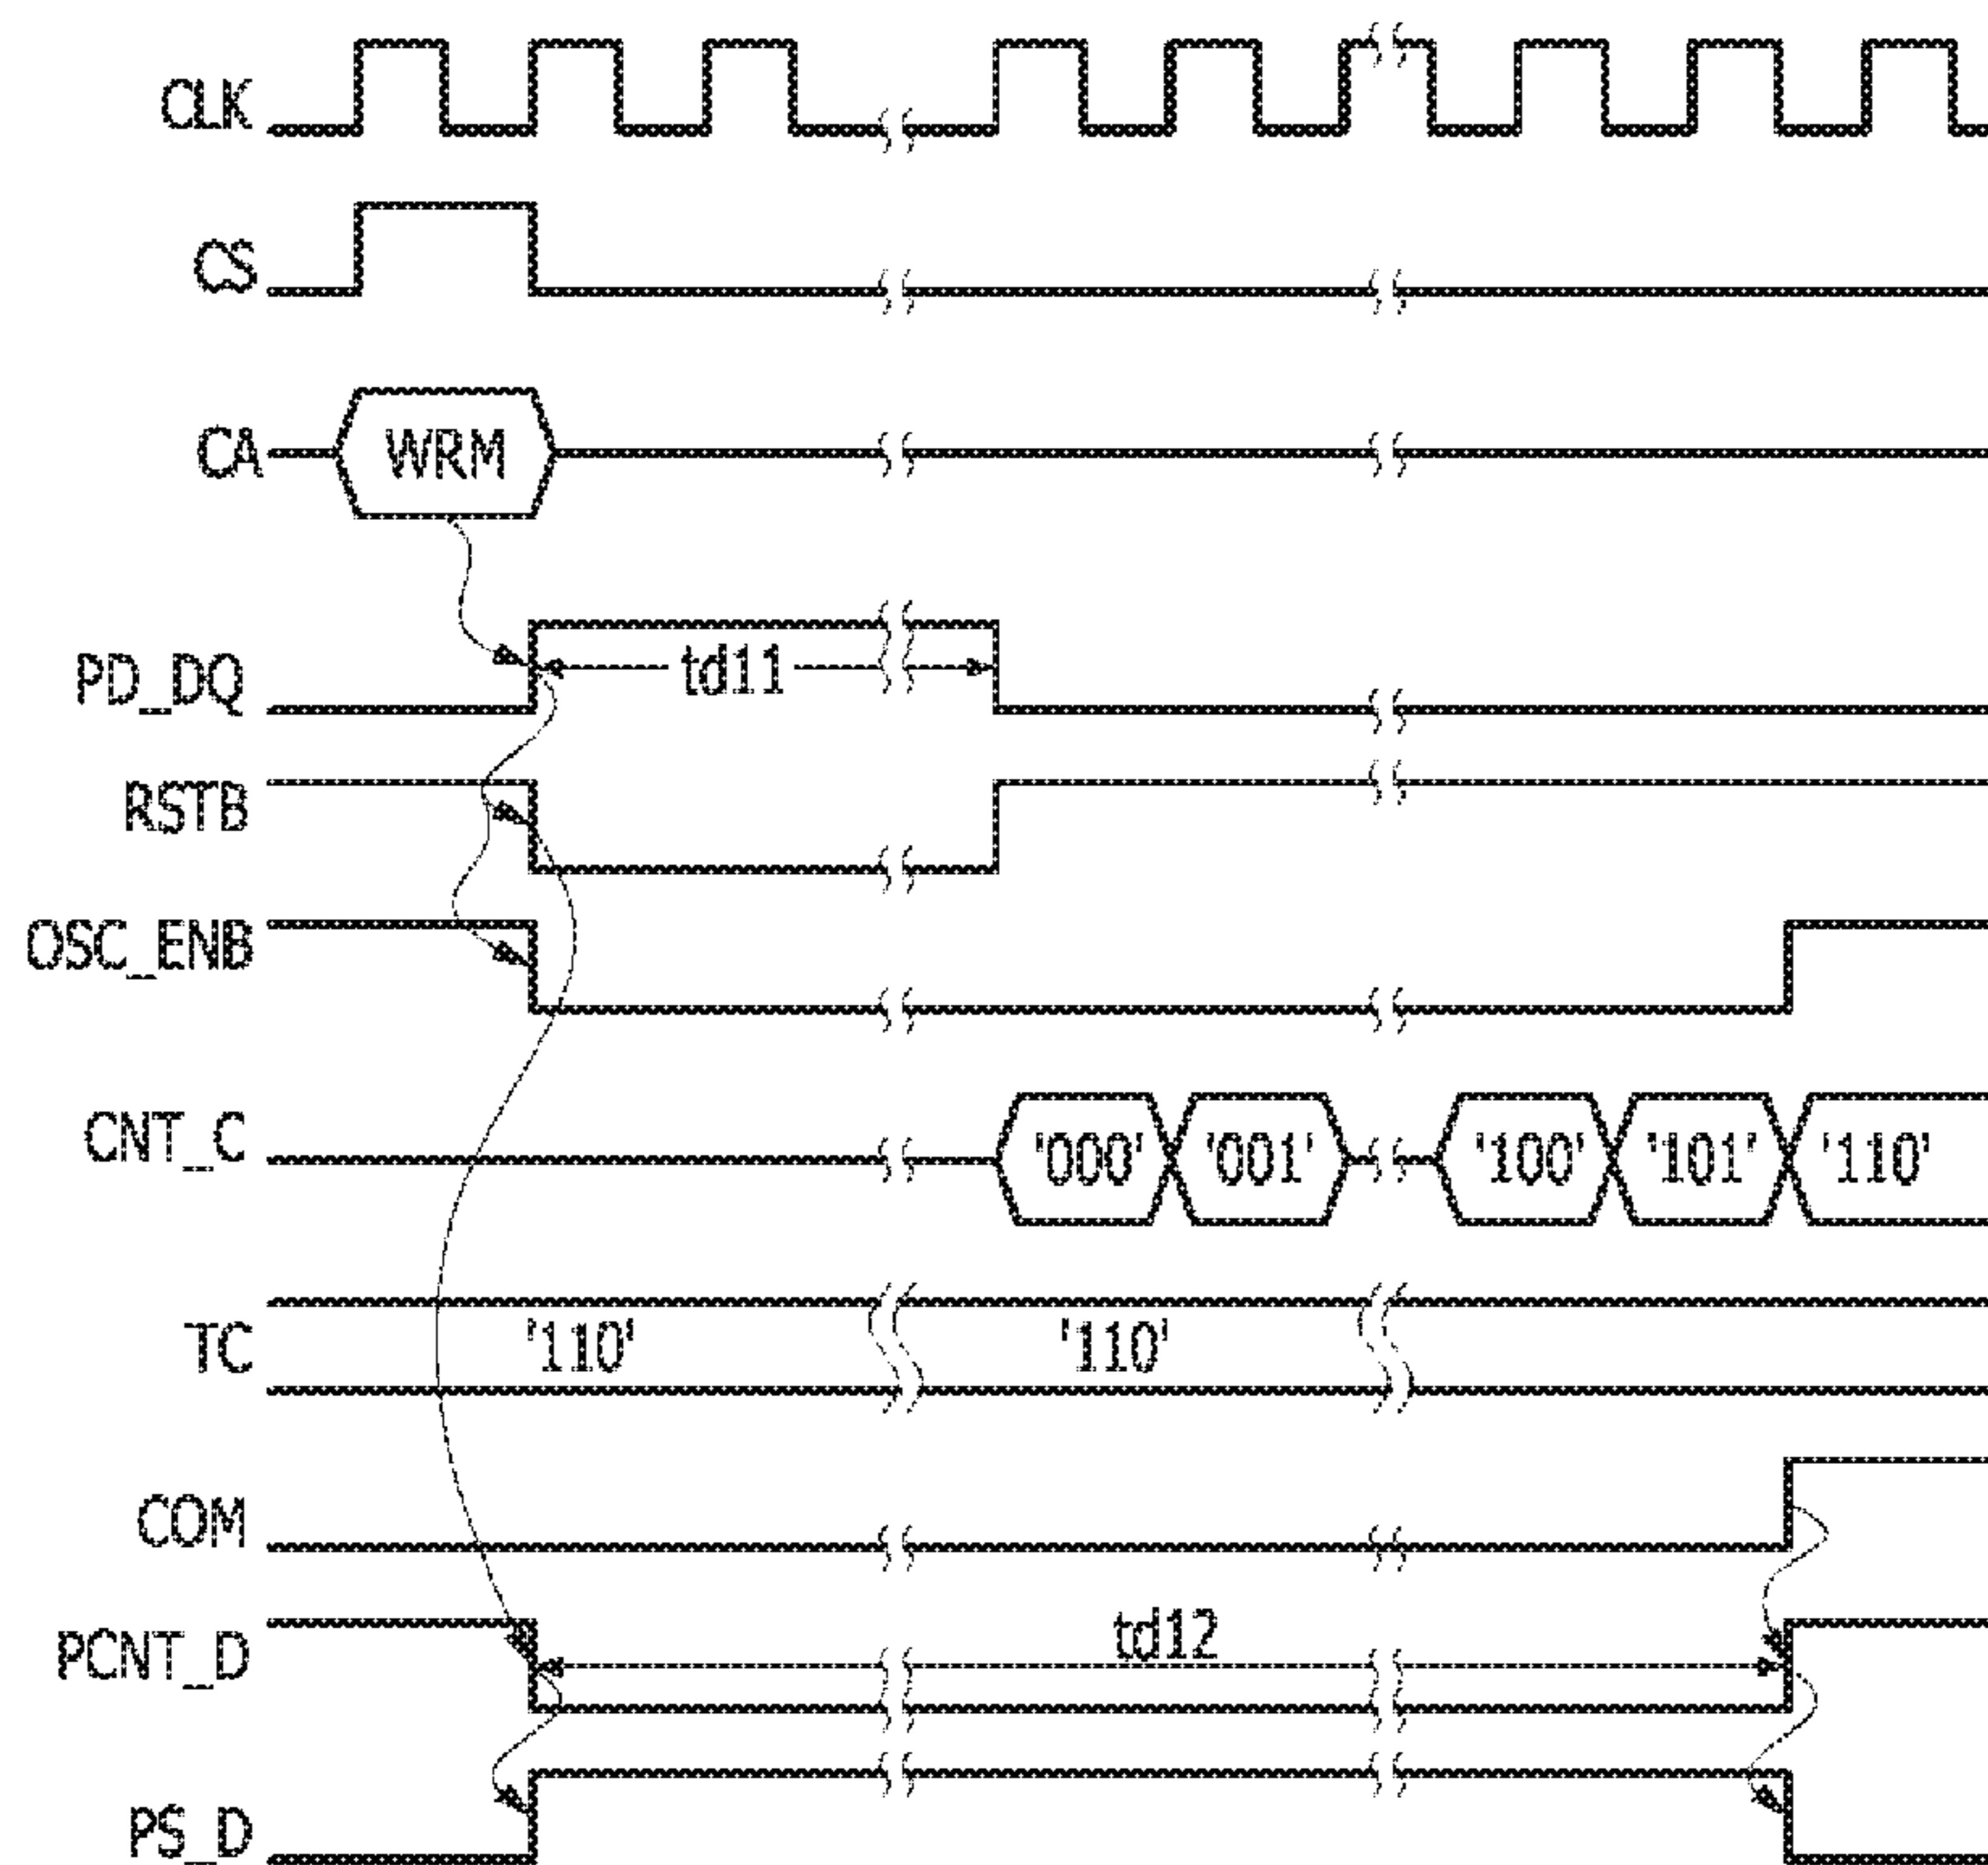 CLK
CS
CA WRM
PD_DQ td11
RSTB
OSC_ENB
CNT_C '000' '001' '100' '101' '110'
TC '110' '110'
COM
PCNT_D td12
PS_D